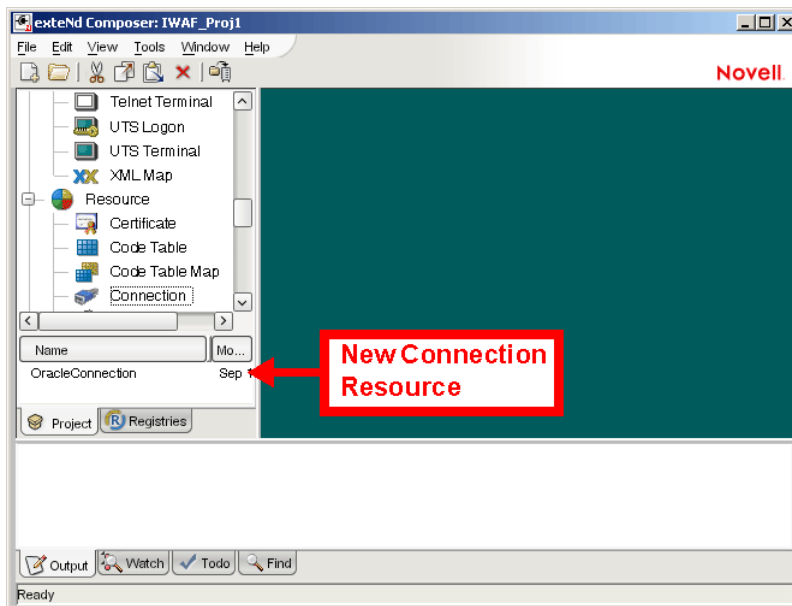 exteNd Composer: IWAF_Proj1
File Edit View Tools Window Help
Novell
Telnet Terminal
UTS Logon
UTS Terminal
XML Map
Resource
Certificate
Code Table
Code Table Map
Connection
Name Mo...
OracleConnection Sep
New Connection
Resource
Project Registries
Output Watch Todo Find
Ready